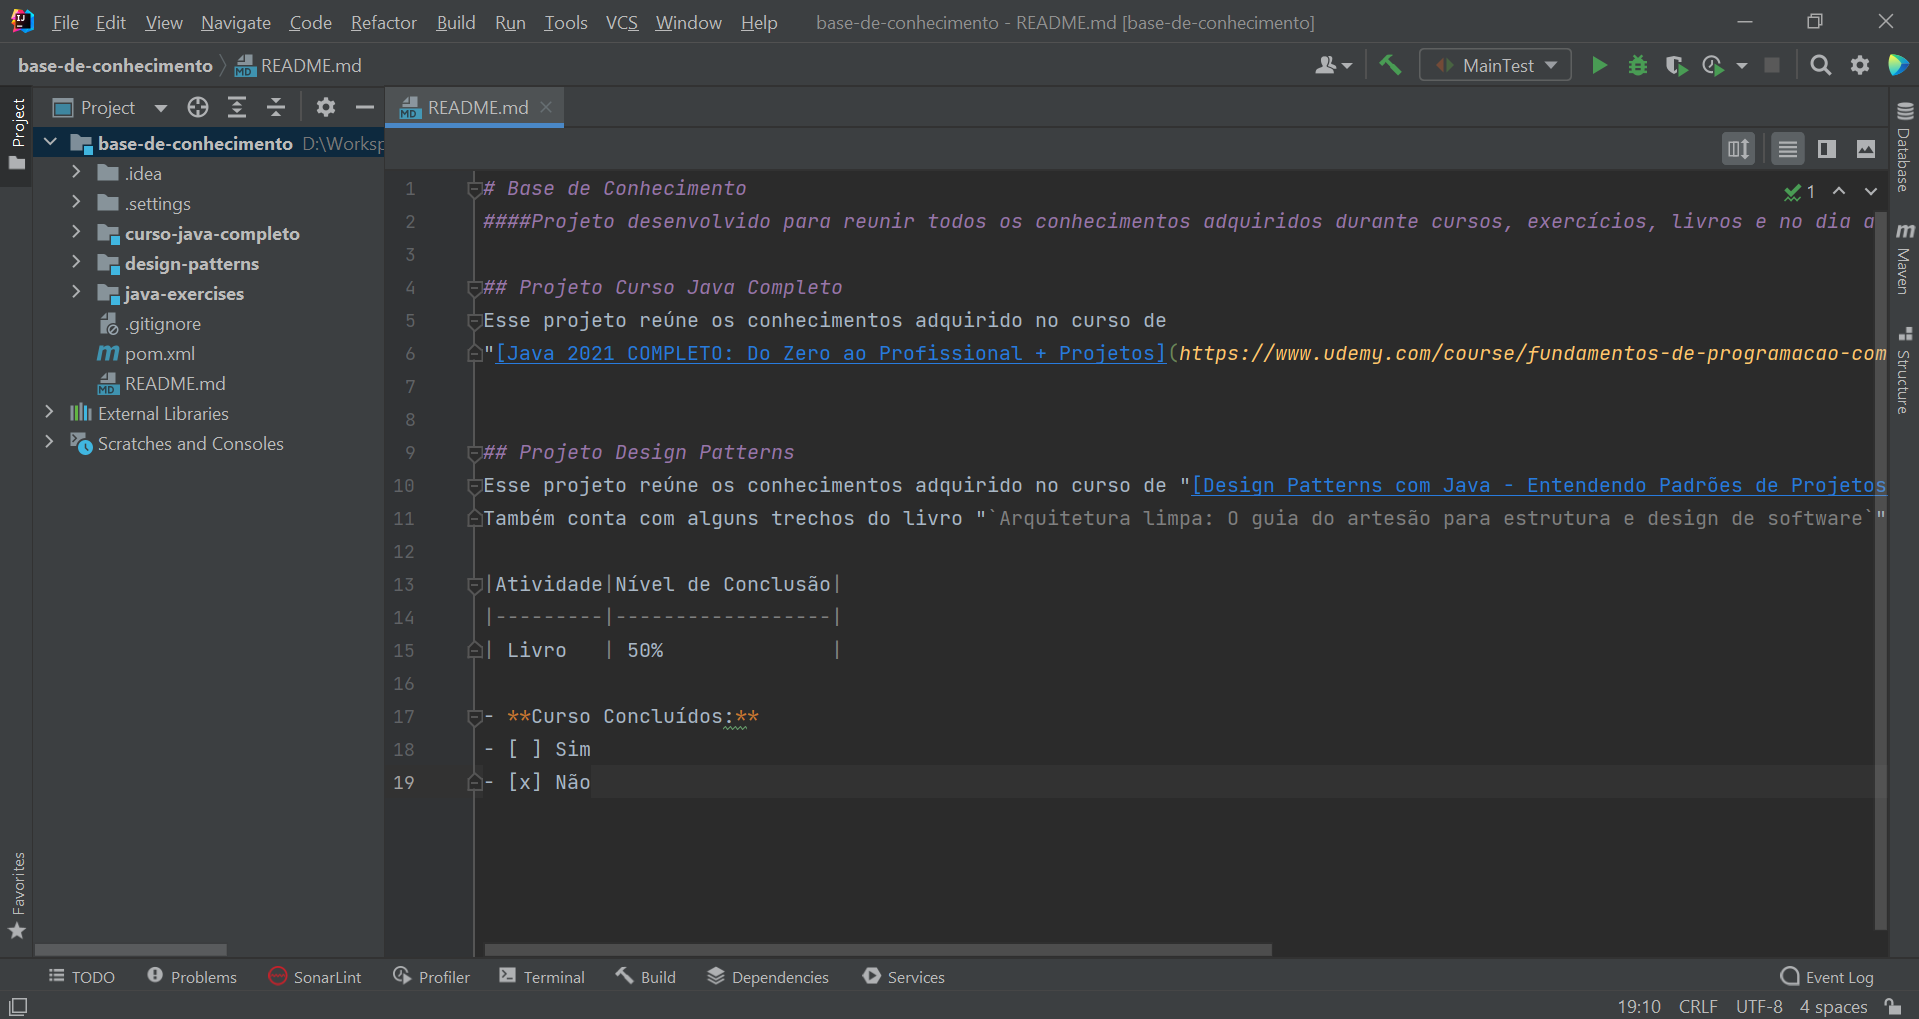 File Edit View Navigate Code Refactor Build Run Tools VCS Window Help base-de-conhecimento - README.md [base-de-conhecimento]
base-de-conhecimento README.md MainTest
Project
Project
README.md
base-de-conhecimento D:\Worksp
.idea
.settings
curso-java-completo
design-patterns
java-exercises
.gitignore
pom.xml
README.md
External Libraries
Scratches and Consoles
Favorites
1 # Base de Conhecimento
2 ####Projeto desenvolvido para reunir todos os conhecimentos adquiridos durante cursos, exercícios, livros e no dia a
3
4 ## Projeto Curso Java Completo
5 Esse projeto reúne os conhecimentos adquirido no curso de
6 "[Java 2021 COMPLETO: Do Zero ao Profissional + Projetos](https://www.udemy.com/course/fundamentos-de-programacao-com
7
8
9 ## Projeto Design Patterns
10 Esse projeto reúne os conhecimentos adquirido no curso de "[Design Patterns com Java - Entendendo Padrões de Projetos
11 Também conta com alguns trechos do livro "`Arquitetura limpa: O guia do artesão para estrutura e design de software`"
12
13 |Atividade|Nível de Conclusão|
14 |---------|------------------|
15 | Livro   | 50%              |
16
17 - **Curso Concluídos:**
18 - [ ] Sim
19 - [x] Não
1
Database
Maven
Structure
TODO Problems SonarLint Profiler Terminal Build Dependencies Services Event Log
19:10 CRLF UTF-8 4 spaces